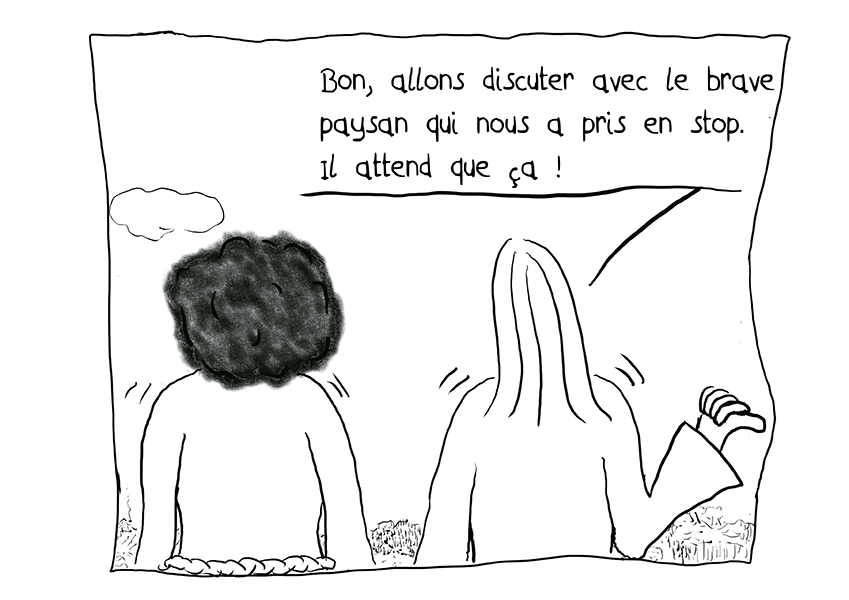 Bon, allons discuter avec le brave
paysan qui nous a pris en stop.
Il attend que ça !